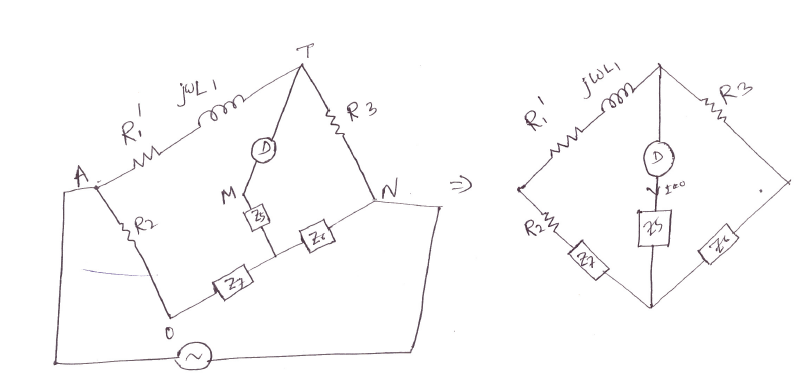 T
jωL1
R1'
R3
D
A
M
N
Z5
R2
Z6
Z7
O
~
⇒
jωL1
R1'
R3
D
I=0
R2
Z5
Z7
Z6